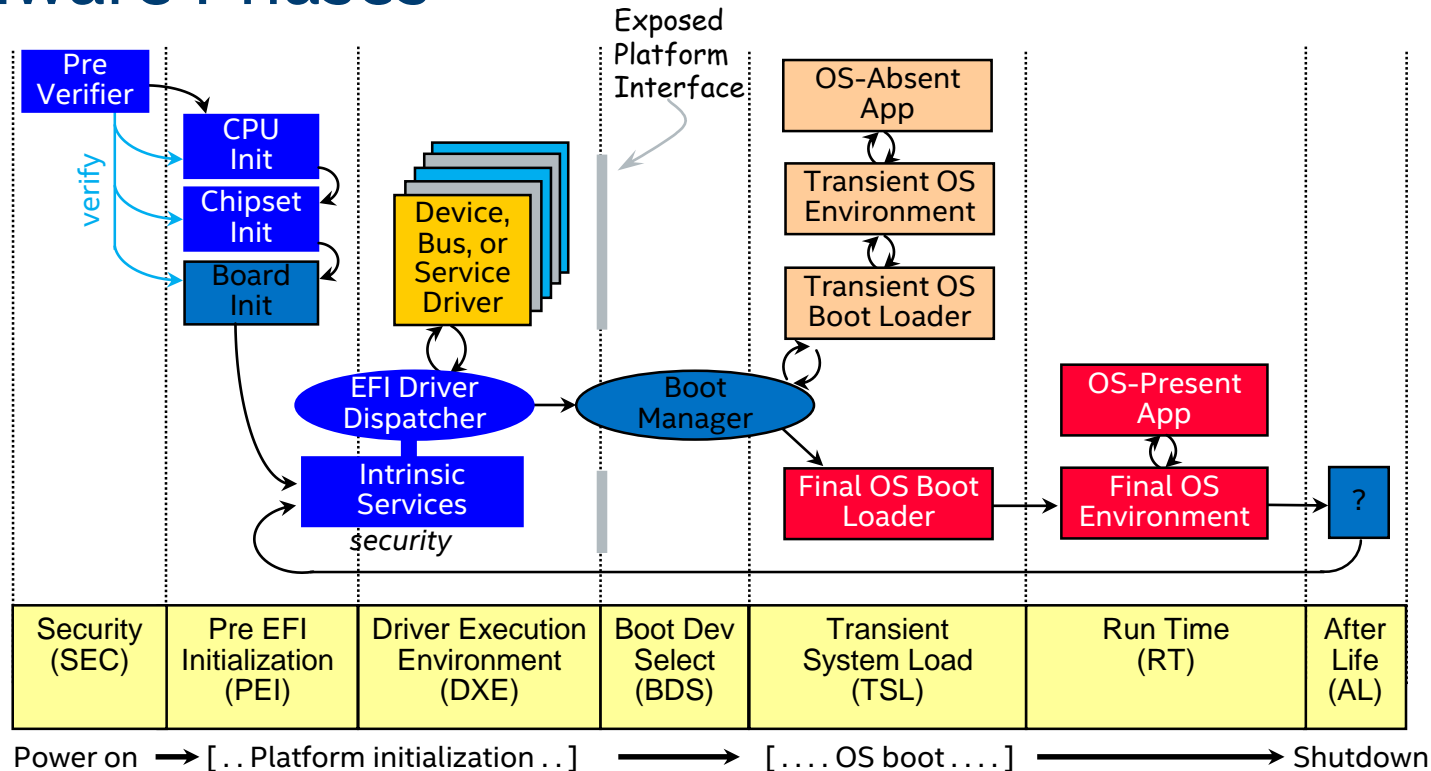 Phases
Exposed
Platform
Interface
Pre
Verifier
CPU
Init
verify
Chipset
Init
Board
Init
Device,
Bus, or
Service
Driver
EFI Driver
Dispatcher
Intrinsic
Services
security
Boot
Manager
OS-Absent
App
Transient OS
Environment
Transient OS
Boot Loader
Final OS Boot
Loader
OS-Present
App
Final OS
Environment
?
Security
(SEC)
Pre EFI
Initialization
(PEI)
Driver Execution
Environment
(DXE)
Boot Dev
Select
(BDS)
Transient
System Load
(TSL)
Run Time
(RT)
After
Life
(AL)
Power on [ . . Platform initialization . . ] [ . . . . OS boot . . . . ] Shutdown